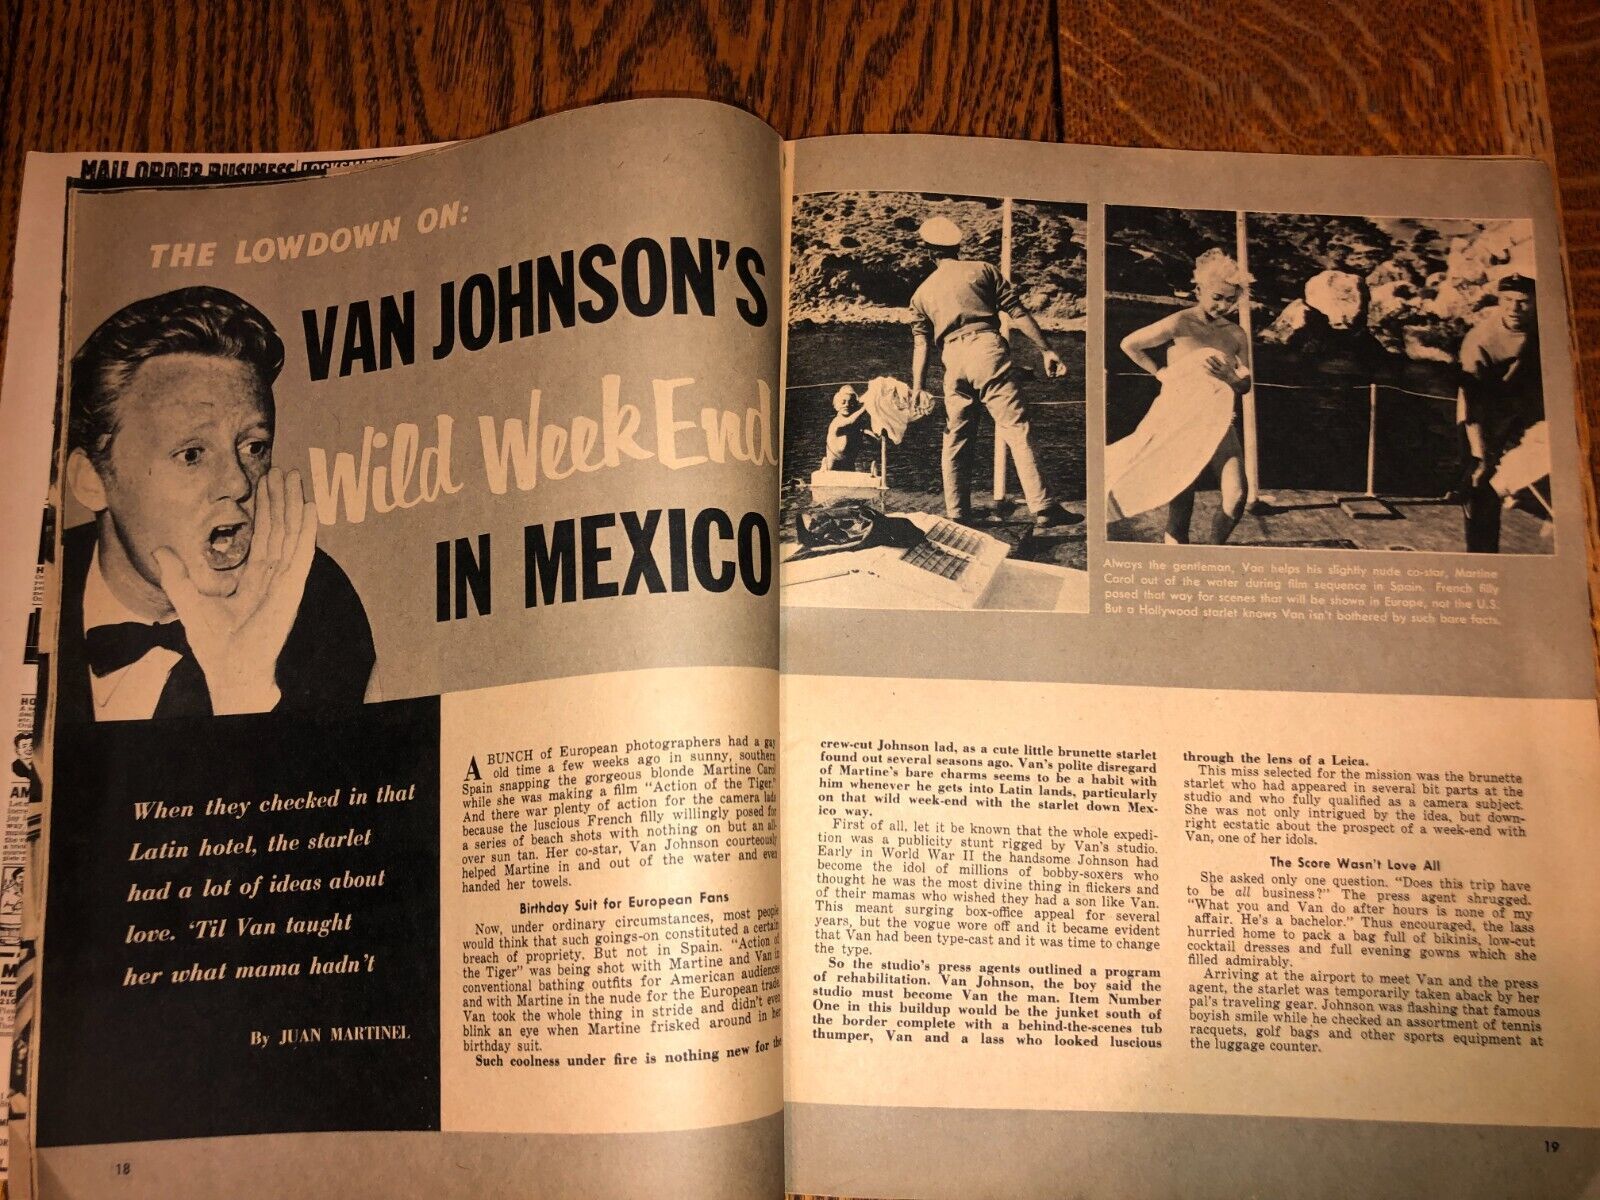 MAIL ORDER BUSINESS
THE LOWDOWN ON:
VAN JOHNSON'S
Wild Week End
IN MEXICO
When they checked in that
Latin hotel, the starlet
had a lot of ideas about
love. 'Til Van taught
her what mama hadn't
By JUAN MARTINEL
A BUNCH of European photographers had a gay
old time a few weeks ago in sunny, southern
Spain snapping the gorgeous blonde Martine Carol
while she was making a film "Action of the Tiger."
And there was plenty of action for the camera lads
because the luscious French filly willingly posed for
a series of beach shots with nothing on but an all-
over sun tan. Her co-star, Van Johnson courteously
helped Martine in and out of the water and even
handed her towels.
Birthday Suit for European Fans
Now, under ordinary circumstances, most people
would think that such goings-on constituted a certain
breach of propriety. But not in Spain. "Action of
the Tiger" was being shot with Martine and Van in
conventional bathing outfits for American audiences
and with Martine in the nude for the European trade.
Van took the whole thing in stride and didn't even
blink an eye when Martine frisked around in her
birthday suit.
Such coolness under fire is nothing new for the
18
Always the gentleman, Van helps his slightly nude co-star, Martine
Carol out of the water during film sequence in Spain. French filly
posed that way for scenes that will be shown in Europe, not the U.S.
But a Hollywood starlet knows Van isn't bothered by such bare facts.
crew-cut Johnson lad, as a cute little brunette starlet
found out several seasons ago. Van's polite disregard
of Martine's bare charms seems to be a habit with
him whenever he gets into Latin lands, particularly
on that wild week-end with the starlet down Mex-
ico way.
First of all, let it be known that the whole expedi-
tion was a publicity stunt rigged by Van's studio.
Early in World War II the handsome Johnson had
become the idol of millions of bobby-soxers who
thought he was the most divine thing in flickers and
of their mamas who wished they had a son like Van.
This meant surging box-office appeal for several
years, but the vogue wore off and it became evident
that Van had been type-cast and it was time to change
the type.
So the studio's press agents outlined a program
of rehabilitation. Van Johnson, the boy said the
studio must become Van the man. Item Number
One in this buildup would be the junket south of
the border complete with a behind-the-scenes tub
thumper, Van and a lass who looked luscious
through the lens of a Leica.
This miss selected for the mission was the brunette
starlet who had appeared in several bit parts at the
studio and who fully qualified as a camera subject.
She was not only intrigued by the idea, but down-
right ecstatic about the prospect of a week-end with
Van, one of her idols.
The Score Wasn't Love All
She asked only one question. "Does this trip have
to be all business?" The press agent shrugged.
"What you and Van do after hours is none of my
affair. He's a bachelor." Thus encouraged, the lass
hurried home to pack a bag full of bikinis, low-cut
cocktail dresses and full evening gowns which she
filled admirably.
Arriving at the airport to meet Van and the press
agent, the starlet was temporarily taken aback by her
pal's traveling gear. Johnson was flashing that famous
boyish smile while he checked an assortment of tennis
racquets, golf bags and other sports equipment at
the luggage counter.
19